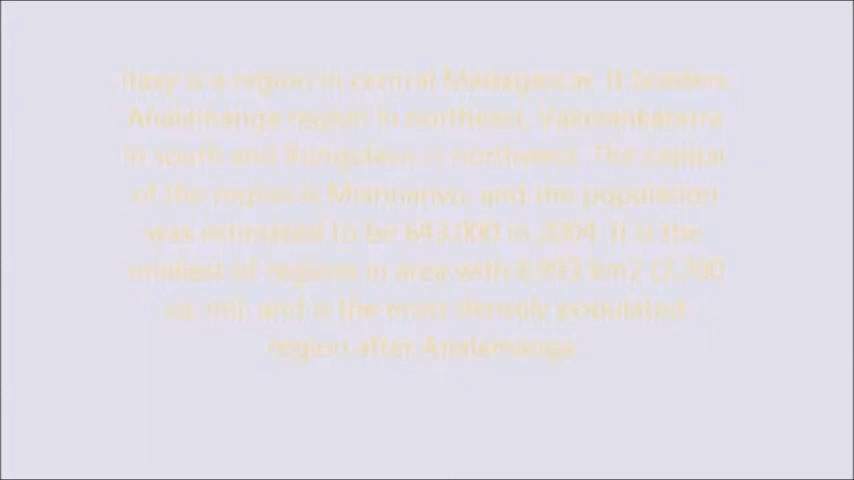 Itasy is a region in central Madagascar. It borders
Analamanga region in northeast, Vakinankaratra
in south and Bongolava in northwest. The capital
of the region is Miarinarivo, and the population
was estimated to be 643,000 in 2004. It is the
smallest of regions in area with 6,993 km2 (2,700
sq mi), and is the most densely populated
region after Analamanga.